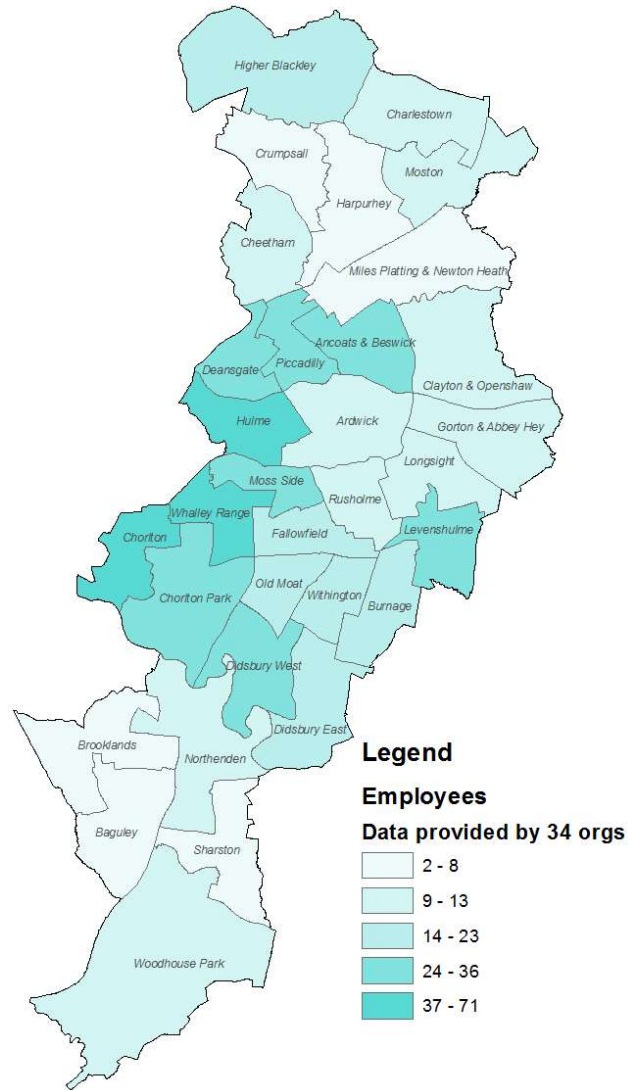 Higher Blackley
Charlestown
Crumpsall
Moston
Harpurhey
Cheetham
Miles Platting & Newton Heath
Ancoats & Beswick
Piccadilly
Deansgate
Clayton & Openshaw
Hulme
Ardwick
Gorton & Abbey Hey
Longsight
Moss Side
Rusholme
Whalley Range
Levenshulme
Chorlton
Fallowfield
Old Moat
Chorlton Park
Withington
Burnage
Didsbury West
Didsbury East
Brooklands
Northenden
Baguley
Sharston
Woodhouse Park
Legend
Employees
Data provided by 34 orgs
2 - 8
9 - 13
14 - 23
24 - 36
37 - 71